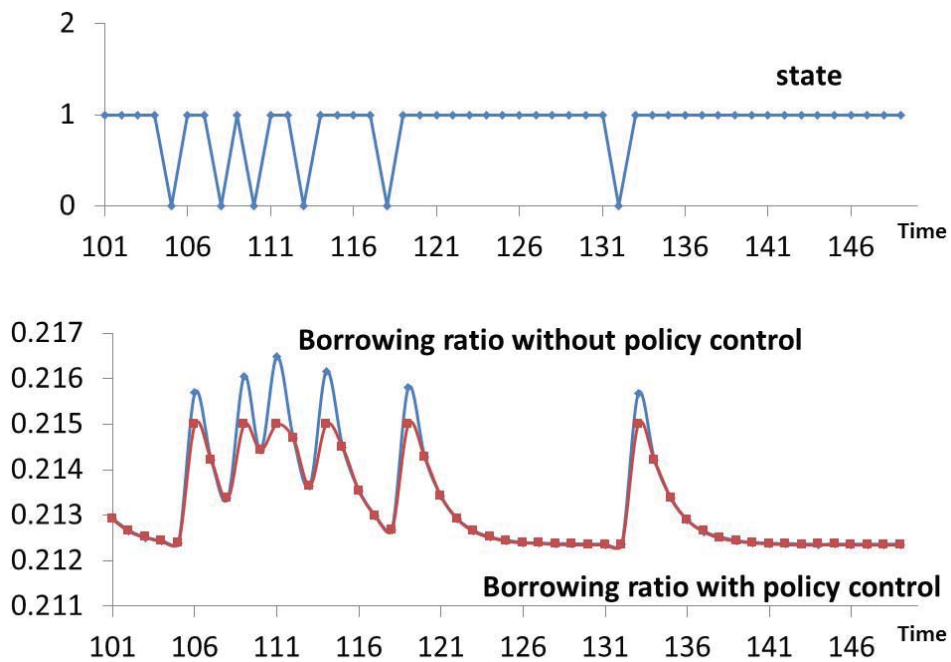 2
state
1
0
101 106 111 116 121 126 131 136 141 146 Time
0.217
Borrowing ratio without policy control
0.216
0.215
0.214
0.213
0.212
Borrowing ratio with policy control
0.211
101 106 111 116 121 126 131 136 141 146 Time